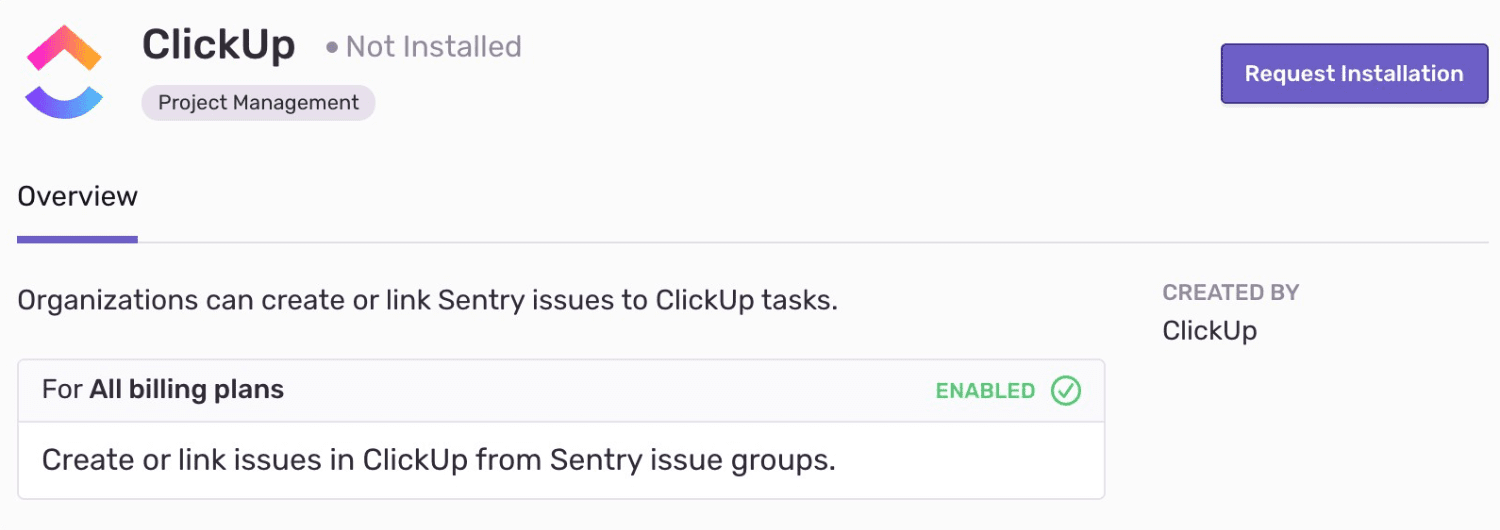 ClickUp
Not Installed
Request Installation
Project Management
Overview
Organizations can create or link Sentry issues to ClickUp tasks.
CREATED BY
ClickUp
For All billing plans
ENABLED
Create or link issues in ClickUp from Sentry issue groups.